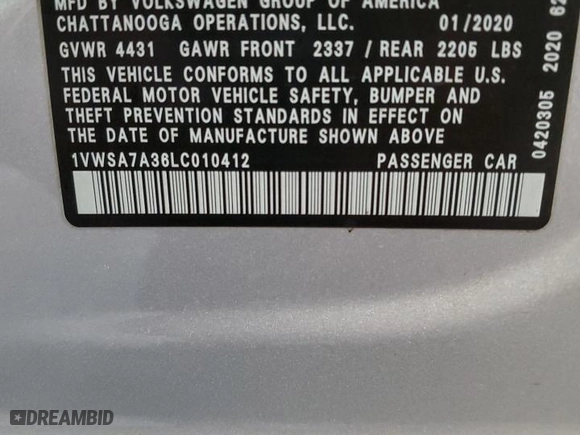 MFD BY VOLKSWAGEN GROUP OF AMERICA
CHATTANOOGA OPERATIONS, LLC. 01/2020
GVWR 4431 GAWR FRONT 2337 / REAR 2205 LBS
THIS VEHICLE CONFORMS TO ALL APPLICABLE U.S.
FEDERAL MOTOR VEHICLE SAFETY, BUMPER AND
THEFT PREVENTION STANDARDS IN EFFECT ON
THE DATE OF MANUFACTURE SHOWN ABOVE
1VWSA7A36LC010412 PASSENGER CAR
0420305 2020
DREAMBID